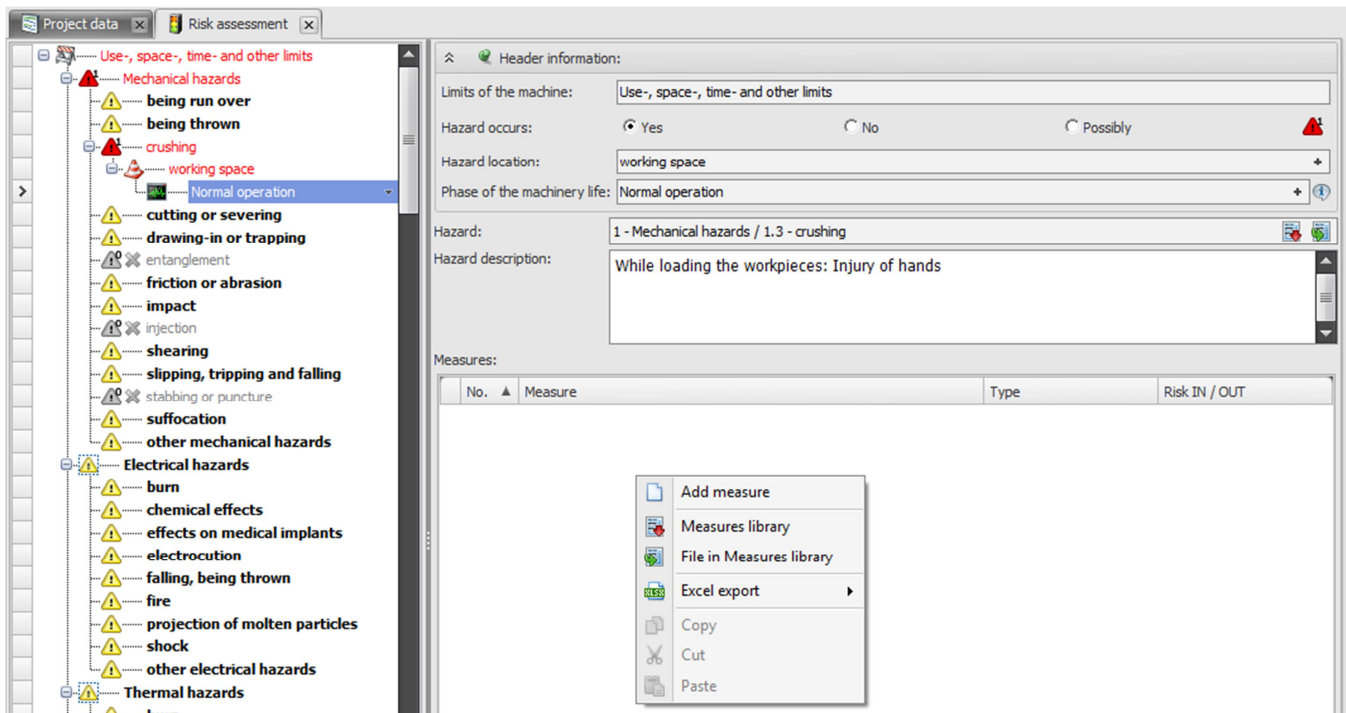 Project data
Risk assessment
Use-, space-, time- and other limits
Mechanical hazards
being run over
being thrown
crushing
working space
Normal operation
cutting or severing
drawing-in or trapping
entanglement
friction or abrasion
impact
injection
shearing
slipping, tripping and falling
stabbing or puncture
suffocation
other mechanical hazards
Electrical hazards
burn
chemical effects
effects on medical implants
electrocution
falling, being thrown
fire
projection of molten particles
shock
other electrical hazards
Thermal hazards
Header information:
Limits of the machine: Use-, space-, time- and other limits
Hazard occurs: Yes No Possibly
Hazard location: working space
Phase of the machinery life: Normal operation
Hazard: 1 - Mechanical hazards / 1.3 - crushing
Hazard description: While loading the workpieces: Injury of hands
Measures:
No. Measure Type Risk IN / OUT
Add measure
Measures library
File in Measures library
XLSX Excel export
Copy
Cut
Paste